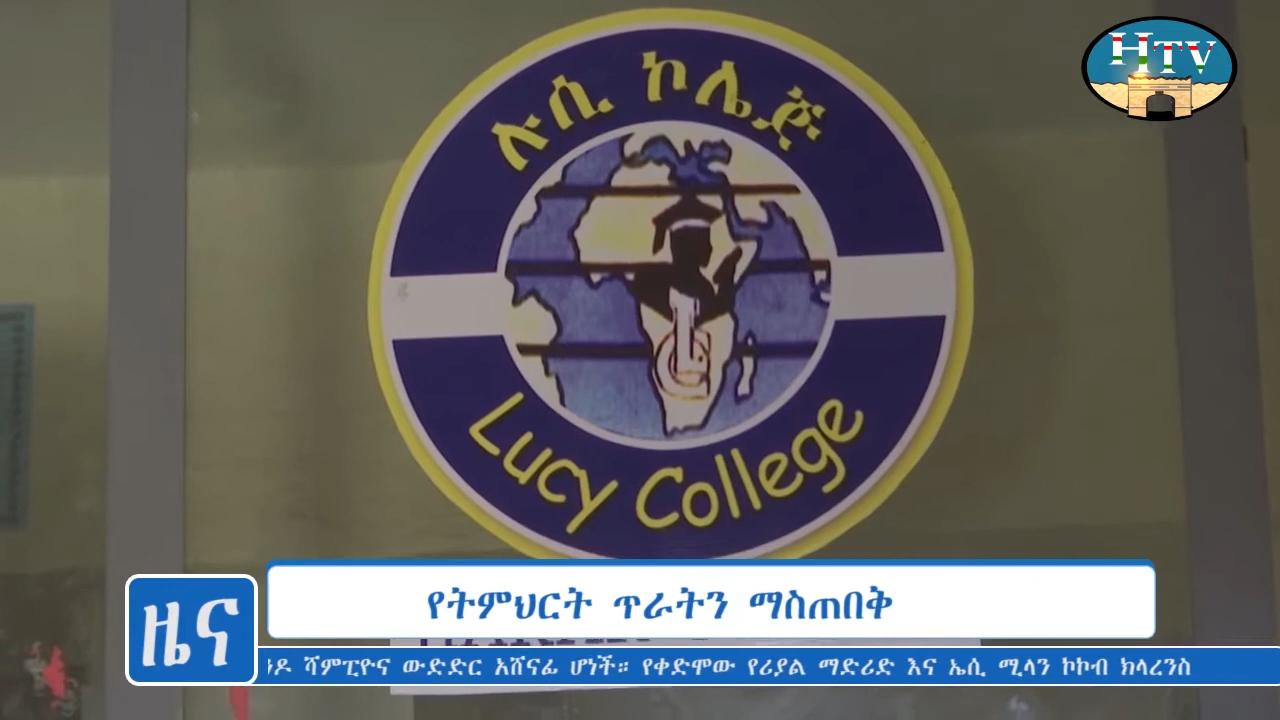 HTV
ሉሲ ኮሌጅ
Lucy College
ዜና
የትምህርት ጥራትን ማስጠበቅ
ሻምፒዮና ውድድር አሸናፊ ሆነች። የቀድሞው የሪያል ማድሪድ እና ኤሲ ሚላን ኮኮብ ክላረንስ